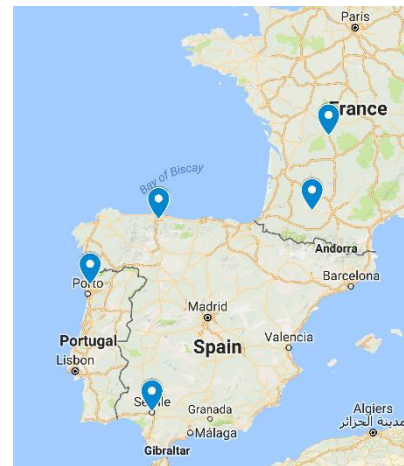 Paris
France
Bay of Biscay
Andorra
Porto
Barcelona
Madrid
Portugal
Spain
Valencia
Lisbon
Seville
Granada
Málaga
Algiers
مدينة الجزائر
Gibraltar